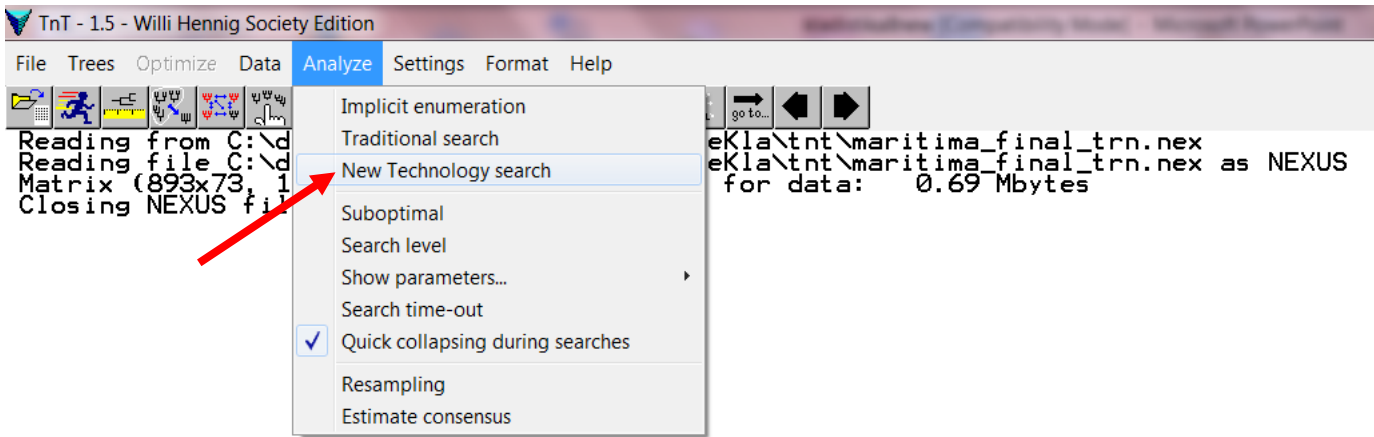 TnT - 1.5 - Willi Hennig Society Edition
File Trees Optimize Data Analyze Settings Format Help
go to...
Reading from C:\d eKla\tnt\maritima_final_trn.nex
Reading file C:\d eKla\tnt\maritima_final_trn.nex as NEXUS
Matrix (893x73, 1 for data: 0.69 Mbytes
Closing NEXUS fil
Implicit enumeration
Traditional search
New Technology search
Suboptimal
Search level
Show parameters...
Search time-out
Quick collapsing during searches
Resampling
Estimate consensus